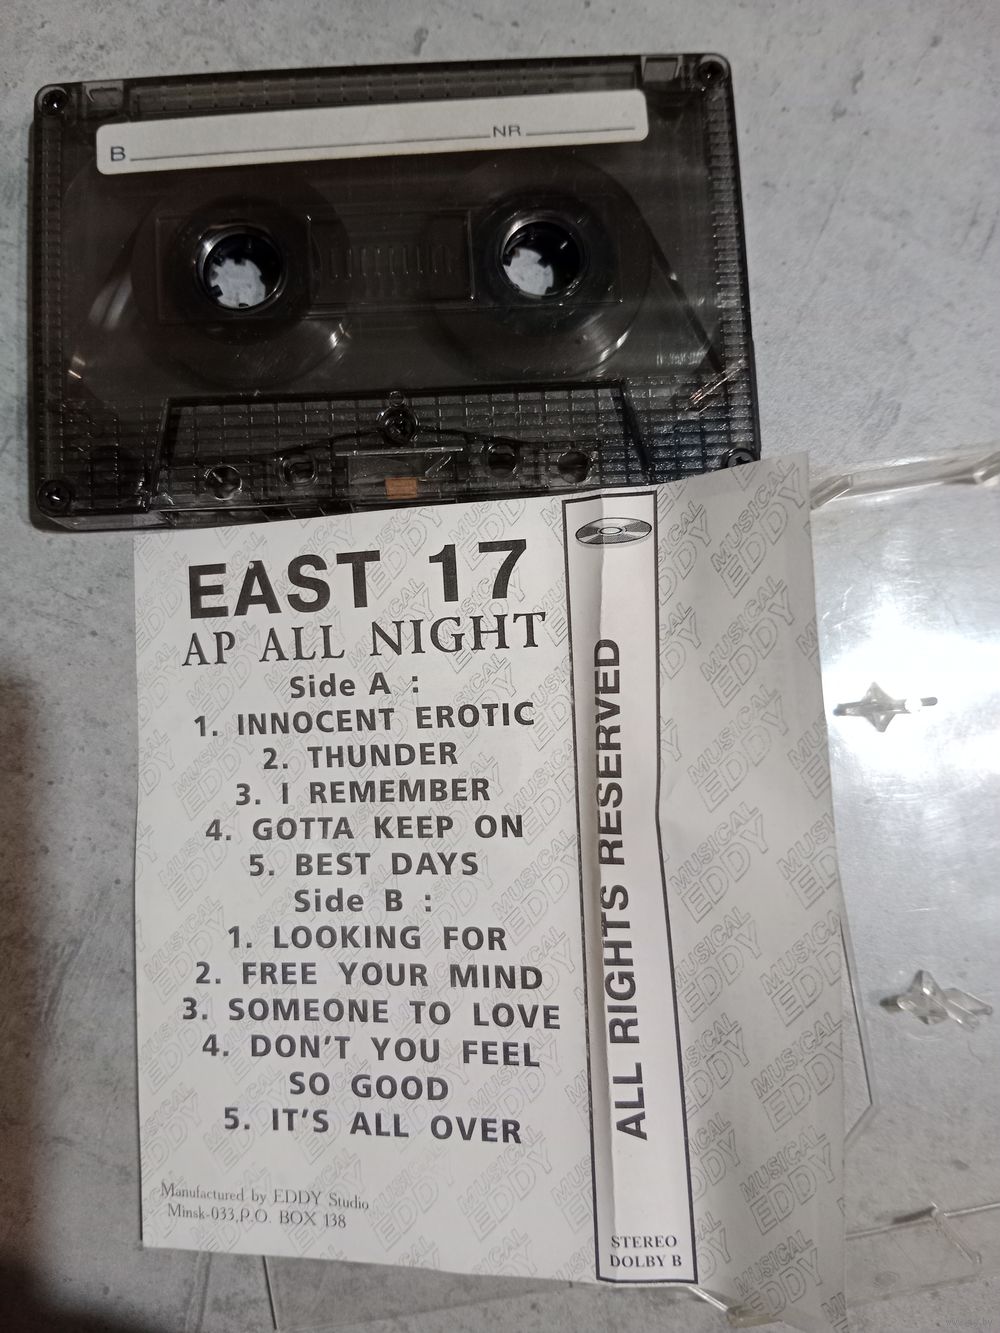 B NR
EAST 17
AP ALL NIGHT
Side A :
1. INNOCENT EROTIC
2. THUNDER
3. I REMEMBER
4. GOTTA KEEP ON
5. BEST DAYS
Side B :
1. LOOKING FOR
2. FREE YOUR MIND
3. SOMEONE TO LOVE
4. DON'T YOU FEEL
SO GOOD
5. IT'S ALL OVER
Manufactured by EDDY Studio
Minsk-033,P.O. BOX 138
ALL RIGHTS RESERVED
STEREO
DOLBY B
MUSICAL
EDDY